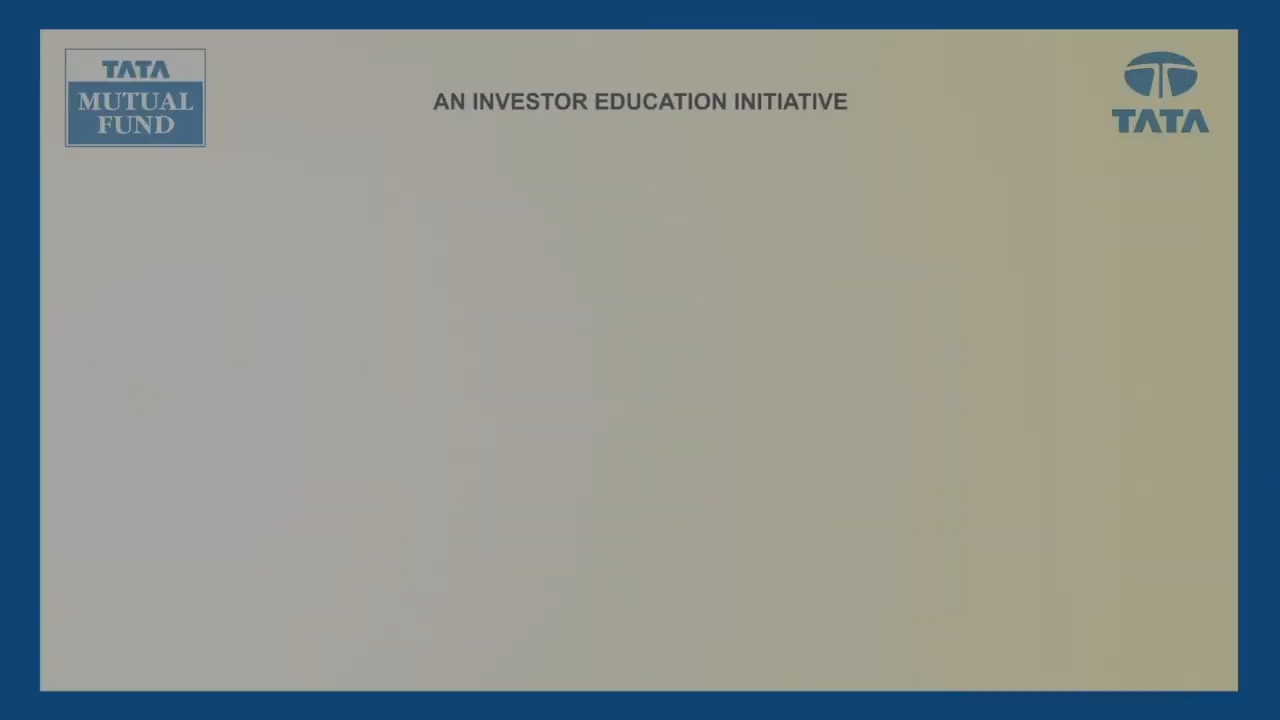 TATA
MUTUAL
FUND
AN INVESTOR EDUCATION INITIATIVE
TATA